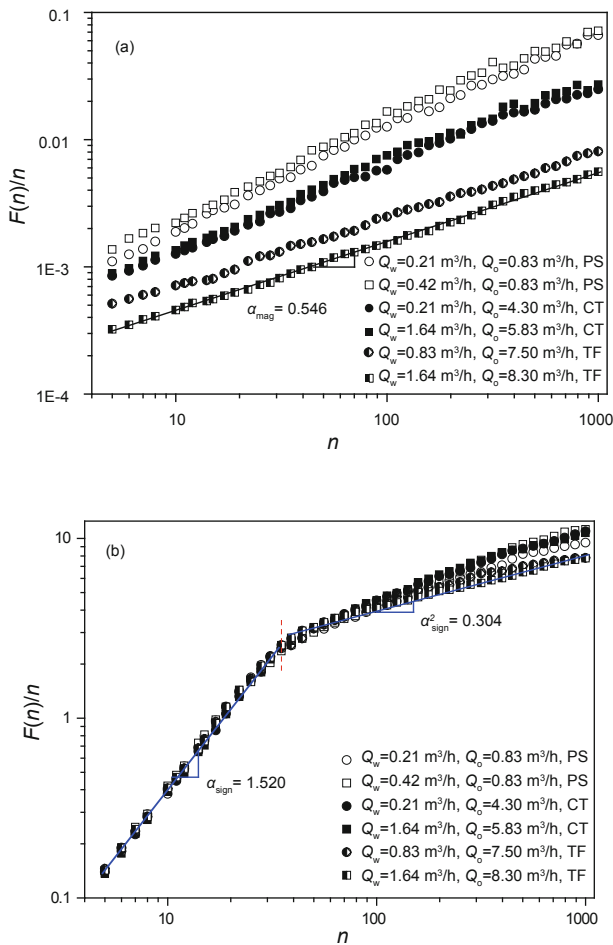 0.1
(a)
0.01
F(n)/n
1E-3
α_mag = 0.546
Q_w=0.21 m³/h, Q_o=0.83 m³/h, PS
Q_w=0.42 m³/h, Q_o=0.83 m³/h, PS
Q_w=0.21 m³/h, Q_o=4.30 m³/h, CT
Q_w=1.64 m³/h, Q_o=5.83 m³/h, CT
Q_w=0.83 m³/h, Q_o=7.50 m³/h, TF
Q_w=1.64 m³/h, Q_o=8.30 m³/h, TF
1E-4
10 100 1000
n
10
(b)
α²_sign = 0.304
F(n)/n
1
α_sign = 1.520
Q_w=0.21 m³/h, Q_o=0.83 m³/h, PS
Q_w=0.42 m³/h, Q_o=0.83 m³/h, PS
Q_w=0.21 m³/h, Q_o=4.30 m³/h, CT
Q_w=1.64 m³/h, Q_o=5.83 m³/h, CT
Q_w=0.83 m³/h, Q_o=7.50 m³/h, TF
Q_w=1.64 m³/h, Q_o=8.30 m³/h, TF
0.1
10 100 1000
n